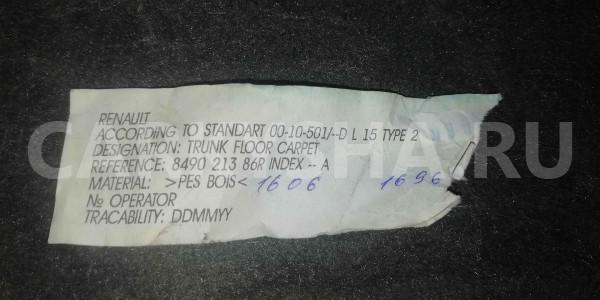 RENAULT
ACCORDING TO STANDART 00-10-501/--D L 15 TYPE 2
DESIGNATION: TRUNK FLOOR CARPET
REFERENCE: 8490 213 86R INDEX -- A
MATERIAL: >PES BOIS< 1606 1696
№ OPERATOR
TRACABILITY: DDMMYY